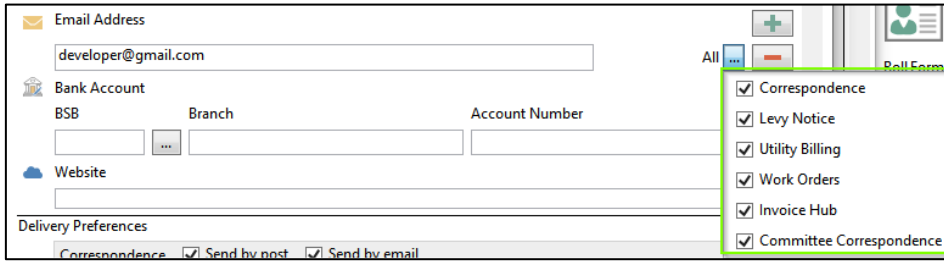 Email Address
developer@gmail.com
All ...
Roll Form
Bank Account
Correspondence
BSB Branch Account Number
Levy Notice
...
Utility Billing
Website
Work Orders
Invoice Hub
Delivery Preferences
Committee Correspondence
Correspondence Send by post Send by email